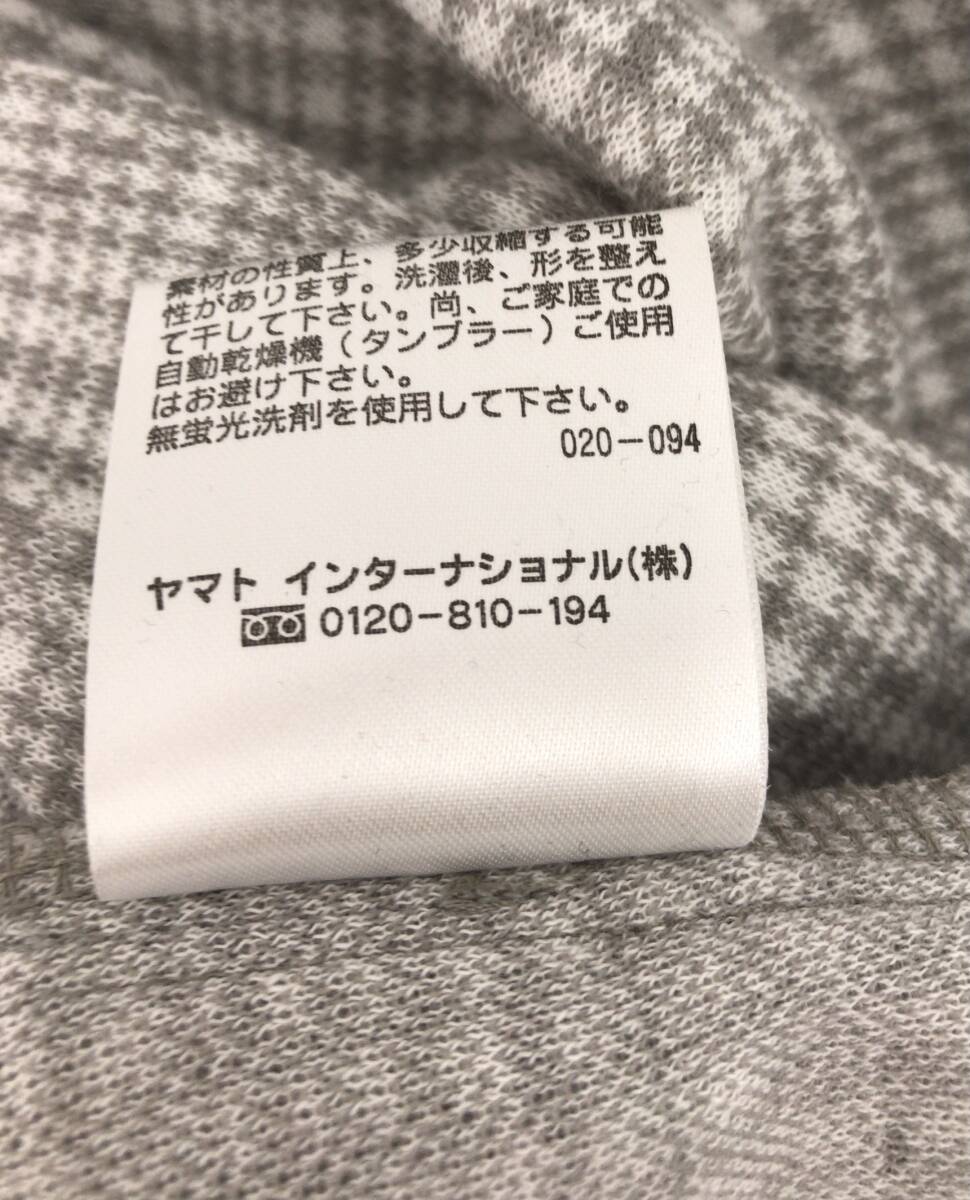 素材の性質上、多少収縮する可能
性があります。洗濯後、形を整え
て干して下さい。尚、ご家庭での
自動乾燥機(タンブラー)ご使用
はお避け下さい。
無蛍光洗剤を使用して下さい。
020-094
ヤマト インターナショナル(株)
0120-810-194